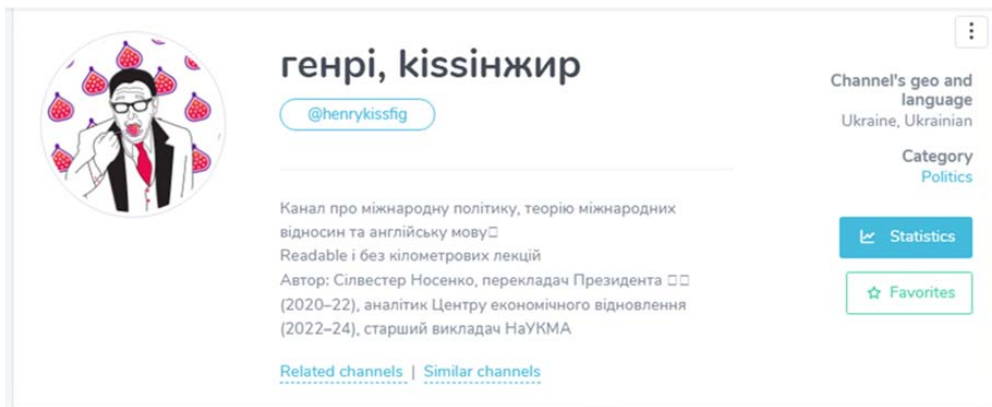 генрі, kissінжир
@henrykissfig
Канал про міжнародну політику, теорію міжнародних
відносин та англійську мову□
Readable і без кілометрових лекцій
Автор: Сілвестер Носенко, перекладач Президента □□
(2020–22), аналітик Центру економічного відновлення
(2022–24), старший викладач НаУКМА
Related channels | Similar channels
Channel's geo and
language
Ukraine, Ukrainian
Category
Politics
Statistics
Favorites